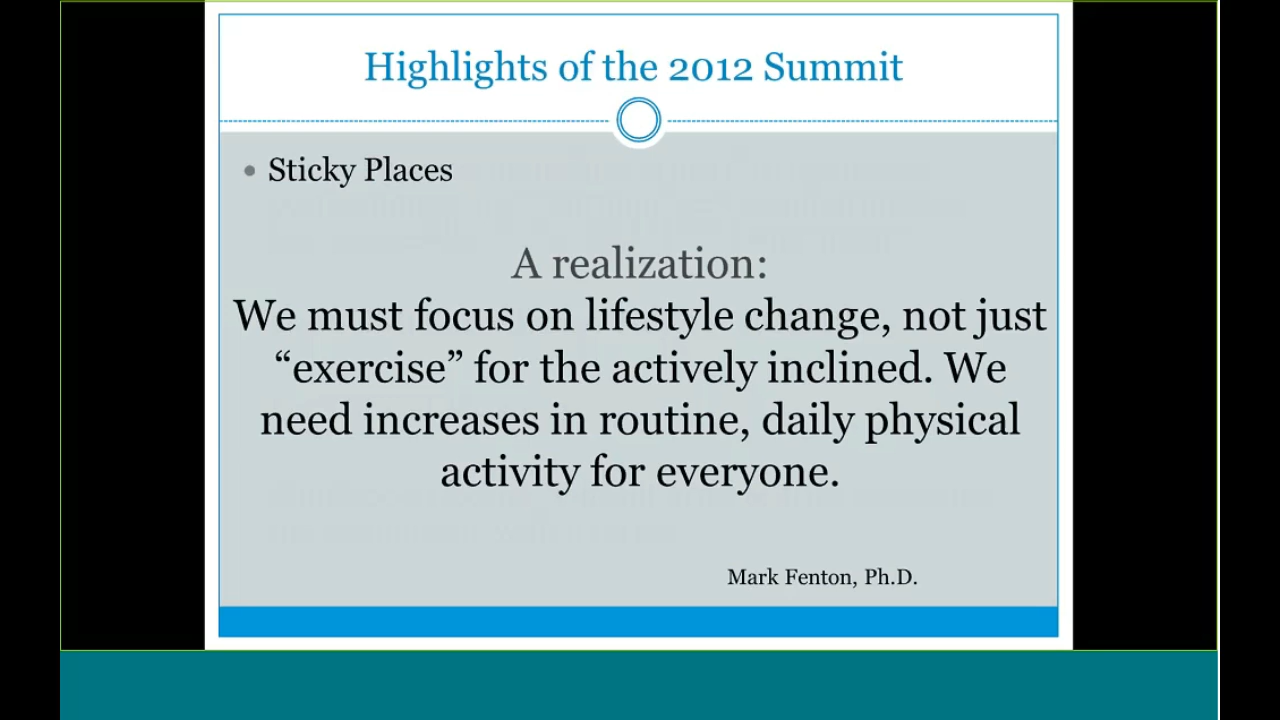 Highlights of the 2012 Summit
• Sticky Places
A realization:
We must focus on lifestyle change, not just
“exercise” for the actively inclined. We
need increases in routine, daily physical
activity for everyone.
Mark Fenton, Ph.D.